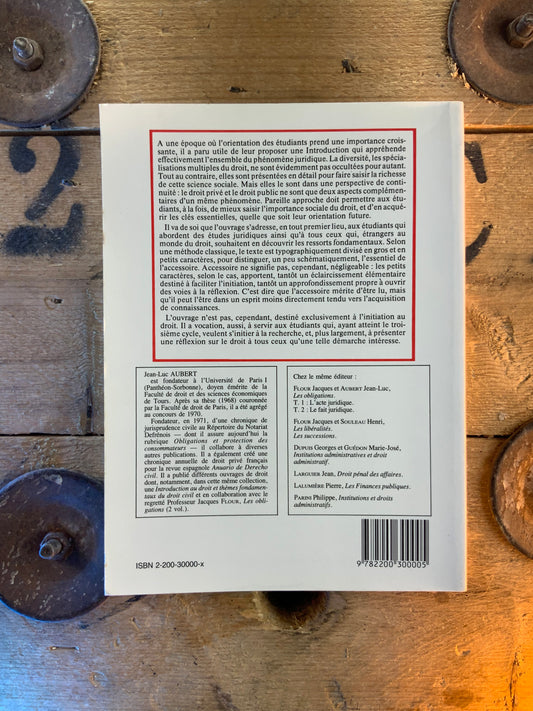 2
A une époque où l'orientation des étudiants prend une importance crois-
sante, il a paru utile de leur proposer une Introduction qui appréhende
effectivement l'ensemble du phénomène juridique. La diversité, les spécia-
lisations multiples du droit, ne sont évidemment pas occultées pour autant.
Tout au contraire, elles sont présentées en détail pour faire saisir la richesse
de cette science sociale. Mais elles le sont dans une perspective de conti-
nuité : le droit privé et le droit public ne sont que deux aspects complémen-
taires d'un même phénomène. Pareille approche doit permettre aux étu-
diants, à la fois, de mieux saisir l'importance sociale du droit, et d'en acqué-
rir les clés essentielles, quelle que soit leur orientation future.
Il va de soi que l'ouvrage s'adresse, en tout premier lieu, aux étudiants qui
abordent des études juridiques ainsi qu'à tous ceux qui, étrangers au
monde du droit, souhaitent en découvrir les ressorts fondamentaux. Selon
une méthode classique, le texte est typographiquement divisé en gros et en
petits caractères, pour distinguer, un peu schématiquement, l'essentiel de
l'accessoire. Accessoire ne signifie pas, cependant, négligeable : les petits
caractères, selon le cas, apportent, tantôt un éclaircissement élémentaire
destiné à faciliter l'initiation, tantôt un approfondissement propre à ouvrir
des voies à la réflexion. C'est dire que l'accessoire mérite d'être lu, mais
qu'il peut l'être dans un esprit moins directement tendu vers l'acquisition
de connaissances.
L'ouvrage n'est pas, cependant, destiné exclusivement à l'initiation au
droit. Il a vocation, aussi, à servir aux étudiants qui, ayant atteint le troi-
sième cycle, veulent s'initier à la recherche, et, plus largement, à présenter
une réflexion sur le droit à tous ceux qu'une telle démarche intéresse.
Jean-Luc AUBERT
est professeur à l'Université de Paris I
(Panthéon-Sorbonne), doyen émérite de la
Faculté de droit et des sciences économiques
de Tours. Après sa thèse (1968) couronnée
par la Faculté de droit de Paris, il a été agrégé
au concours de 1970.
Fondateur, en 1971, d'une chronique de
jurisprudence civile au Répertoire du Notariat
Defrénois — dont il assure aujourd'hui la
rubrique Obligations et protection des
consommateurs — il collabore à diverses
autres publications. Il a également créé une
chronique annuelle de droit privé français
pour la revue espagnole Anuario de Derecho
civil. Il a publié différents ouvrages de droit
dont, notamment, dans cette même collection,
une Introduction au droit et thèmes fondamen-
taux du droit civil et en collaboration avec le
regretté Professeur Jacques FLOUR, Les obli-
gations (2 vol.).
Chez le même éditeur :
FLOUR Jacques et AUBERT Jean-Luc,
Les obligations.
T. 1 : L'acte juridique.
T. 2 : Le fait juridique.
FLOUR Jacques et SOULEAU Henri,
Les libéralités.
Les successions.
DUPUIS Georges et GUÉDON Marie-José,
Institutions administratives et droit
administratif.
LARGUIER Jean, Droit pénal des affaires.
LALUMIÈRE Pierre, Les Finances publiques.
PARINI Philippe, Institutions et droits
administratifs.
ISBN 2-200-30000-x
9 782200 300005